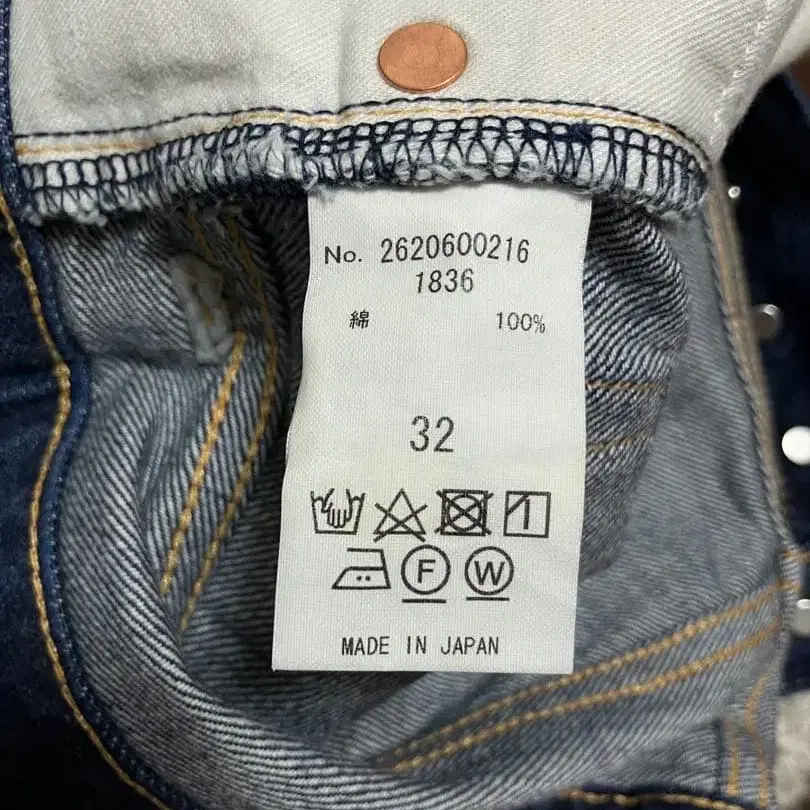 No. 2620600216
1836
綿 100%
32
F W
MADE IN JAPAN